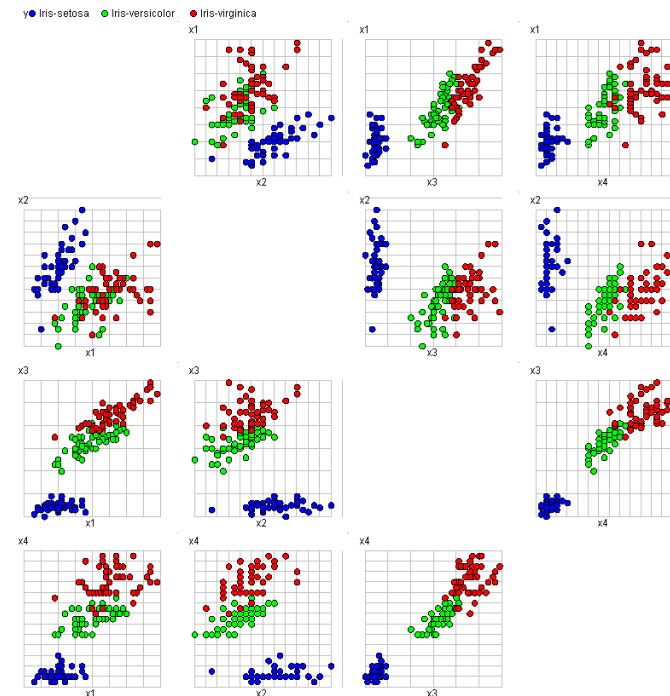 y Iris-setosa Iris-versicolor Iris-virginica
x1 x1 x1
x2 x3 x4
x2 x2 x2
x1 x3 x4
x3 x3 x3
x1 x2 x4
x4 x4 x4
x1 x2 x3